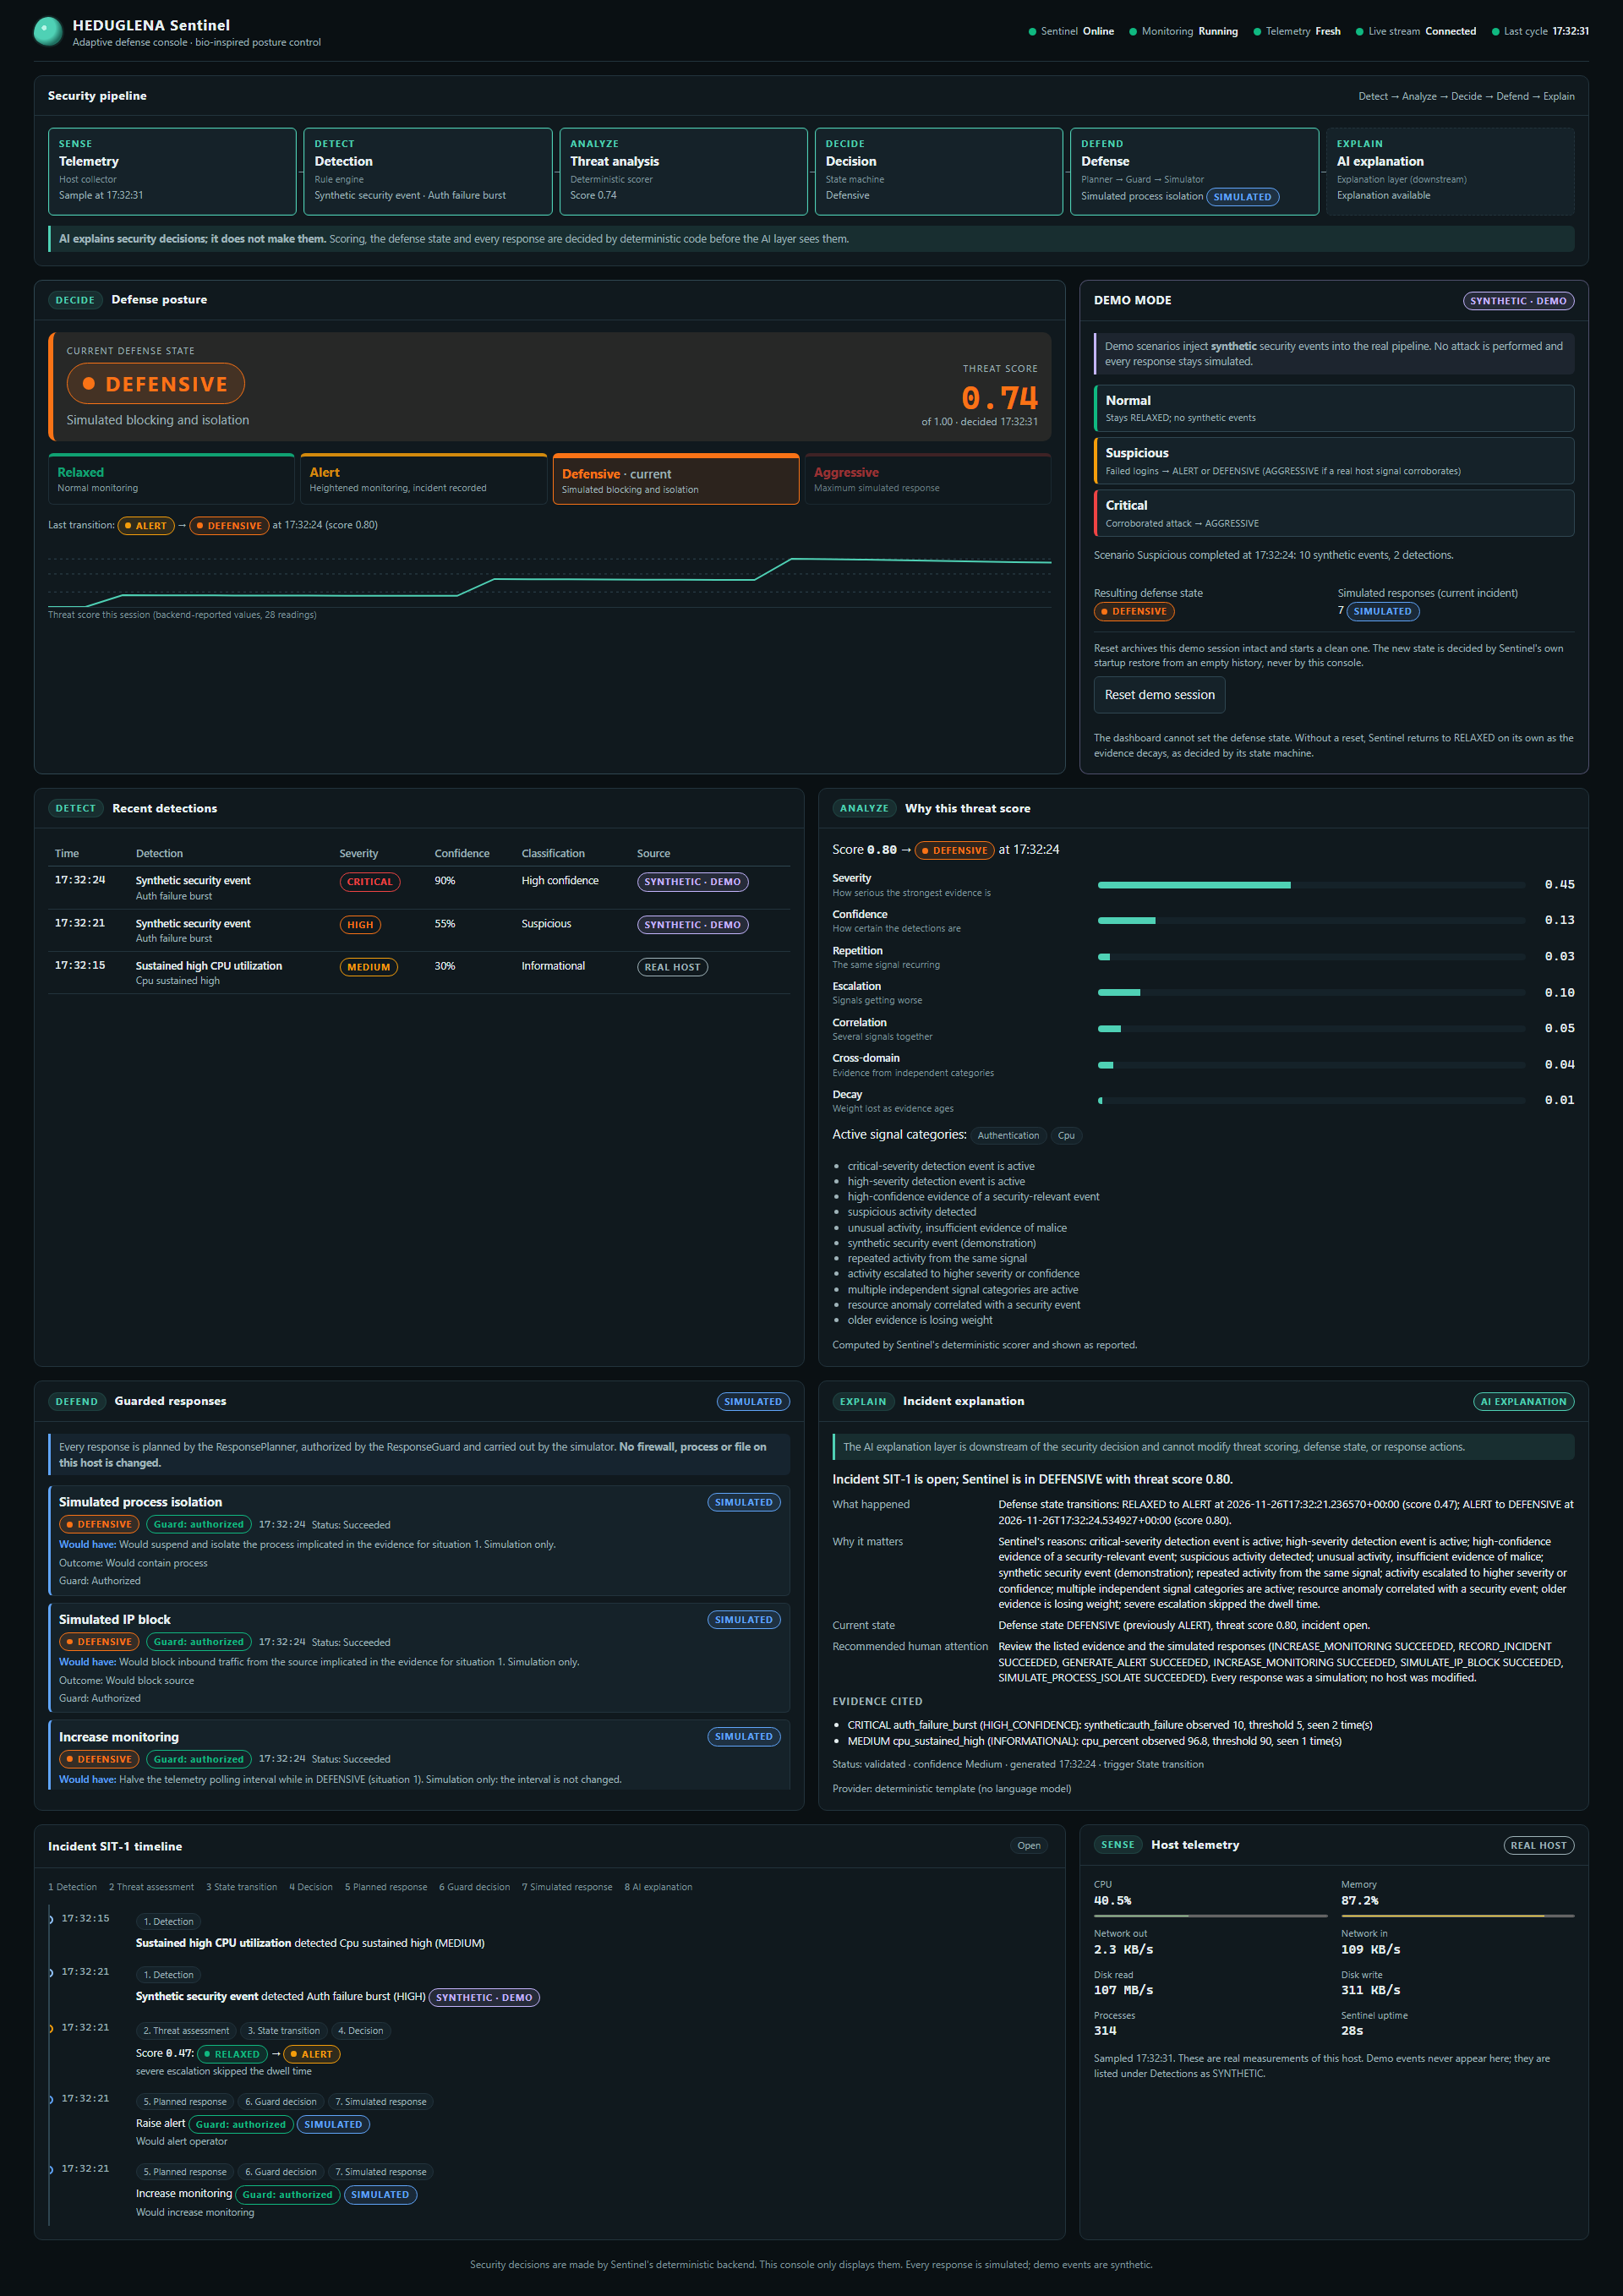 HEDUGLENA Sentinel
Adaptive defense console · bio-inspired posture control
Sentinel Online
Monitoring Running
Telemetry Fresh
Live stream Connected
Last cycle 17:32:31
Security pipeline
Detect → Analyze → Decide → Defend → Explain
SENSE
Telemetry
Host collector
Sample at 17:32:31
DETECT
Detection
Rule engine
Synthetic security event · Auth failure burst
ANALYZE
Threat analysis
Deterministic scorer
Score 0.74
DECIDE
Decision
State machine
Defensive
DEFEND
Defense
Planner → Guard → Simulator
Simulated process isolation SIMULATED
EXPLAIN
AI explanation
Explanation layer (downstream)
Explanation available
AI explains security decisions; it does not make them. Scoring, the defense state and every response are decided by deterministic code before the AI layer sees them.
DECIDE Defense posture
CURRENT DEFENSE STATE
DEFENSIVE
Simulated blocking and isolation
THREAT SCORE
0.74
of 1.00 · decided 17:32:31
Relaxed
Normal monitoring
Alert
Heightened monitoring, incident recorded
Defensive · current
Simulated blocking and isolation
Aggressive
Maximum simulated response
Last transition: ALERT → DEFENSIVE at 17:32:24 (score 0.80)
Threat score this session (backend-reported values, 28 readings)
DEMO MODE
SYNTHETIC · DEMO
Demo scenarios inject synthetic security events into the real pipeline. No attack is performed and
every response stays simulated.
Normal
Stays RELAXED; no synthetic events
Suspicious
Failed logins → ALERT or DEFENSIVE (AGGRESSIVE if a real host signal corroborates)
Critical
Corroborated attack → AGGRESSIVE
Scenario Suspicious completed at 17:32:24: 10 synthetic events, 2 detections.
Resulting defense state
DEFENSIVE
Simulated responses (current incident)
7 SIMULATED
Reset archives this demo session intact and starts a clean one. The new state is decided by Sentinel's own
startup restore from an empty history, never by this console.
Reset demo session
The dashboard cannot set the defense state. Without a reset, Sentinel returns to RELAXED on its own as the
evidence decays, as decided by its state machine.
DETECT Recent detections
Time Detection Severity Confidence Classification Source
17:32:24 Synthetic security event CRITICAL 90% High confidence SYNTHETIC · DEMO
Auth failure burst
17:32:21 Synthetic security event HIGH 55% Suspicious SYNTHETIC · DEMO
Auth failure burst
17:32:15 Sustained high CPU utilization MEDIUM 30% Informational REAL HOST
Cpu sustained high
ANALYZE Why this threat score
Score 0.80 → DEFENSIVE at 17:32:24
Severity
How serious the strongest evidence is
0.45
Confidence
How certain the detections are
0.13
Repetition
The same signal recurring
0.03
Escalation
Signals getting worse
0.10
Correlation
Several signals together
0.05
Cross-domain
Evidence from independent categories
0.04
Decay
Weight lost as evidence ages
0.01
Active signal categories: Authentication Cpu
• critical-severity detection event is active
• high-severity detection event is active
• high-confidence evidence of a security-relevant event
• suspicious activity detected
• unusual activity, insufficient evidence of malice
• synthetic security event (demonstration)
• repeated activity from the same signal
• activity escalated to higher severity or confidence
• multiple independent signal categories are active
• resource anomaly correlated with a security event
• older evidence is losing weight
Computed by Sentinel's deterministic scorer and shown as reported.
DEFEND Guarded responses
SIMULATED
Every response is planned by the ResponsePlanner, authorized by the ResponseGuard and carried out by the simulator. No firewall, process or file on
this host is changed.
Simulated process isolation
SIMULATED
DEFENSIVE Guard: authorized 17:32:24 Status: Succeeded
Would have: Would suspend and isolate the process implicated in the evidence for situation 1. Simulation only.
Outcome: Would contain process
Guard: Authorized
Simulated IP block
SIMULATED
DEFENSIVE Guard: authorized 17:32:24 Status: Succeeded
Would have: Would block inbound traffic from the source implicated in the evidence for situation 1. Simulation only.
Outcome: Would block source
Guard: Authorized
Increase monitoring
SIMULATED
DEFENSIVE Guard: authorized 17:32:24 Status: Succeeded
Would have: Halve the telemetry polling interval while in DEFENSIVE (situation 1). Simulation only: the interval is not changed.
EXPLAIN Incident explanation
AI EXPLANATION
The AI explanation layer is downstream of the security decision and cannot modify threat scoring, defense state, or response actions.
Incident SIT-1 is open; Sentinel is in DEFENSIVE with threat score 0.80.
What happened
Defense state transitions: RELAXED to ALERT at 2026-11-26T17:32:21.236570+00:00 (score 0.47); ALERT to DEFENSIVE at
2026-11-26T17:32:24.534927+00:00 (score 0.80).
Why it matters
Sentinel's reasons: critical-severity detection event is active; high-severity detection event is active; high-confidence
evidence of a security-relevant event; suspicious activity detected; unusual activity, insufficient evidence of malice;
synthetic security event (demonstration); repeated activity from the same signal; activity escalated to higher severity or
confidence; multiple independent signal categories are active; resource anomaly correlated with a security event; older
evidence is losing weight; severe escalation skipped the dwell time.
Current state
Defense state DEFENSIVE (previously ALERT), threat score 0.80, incident open.
Recommended human attention
Review the listed evidence and the simulated responses (INCREASE_MONITORING SUCCEEDED, RECORD_INCIDENT
SUCCEEDED, GENERATE_ALERT SUCCEEDED, INCREASE_MONITORING SUCCEEDED, SIMULATE_IP_BLOCK SUCCEEDED,
SIMULATE_PROCESS_ISOLATE SUCCEEDED). Every response was a simulation; no host was modified.
EVIDENCE CITED
• CRITICAL auth_failure_burst (HIGH_CONFIDENCE): synthetic:auth_failure observed 10, threshold 5, seen 2 time(s)
• MEDIUM cpu_sustained_high (INFORMATIONAL): cpu_percent observed 96.8, threshold 90, seen 1 time(s)
Status: validated · confidence Medium · generated 17:32:24 · trigger State transition
Provider: deterministic template (no language model)
Incident SIT-1 timeline
Open
1 Detection 2 Threat assessment 3 State transition 4 Decision 5 Planned response 6 Guard decision 7 Simulated response 8 AI explanation
17:32:15 1. Detection
Sustained high CPU utilization detected Cpu sustained high (MEDIUM)
17:32:21 1. Detection
Synthetic security event detected Auth failure burst (HIGH) SYNTHETIC · DEMO
17:32:21 2. Threat assessment 3. State transition 4. Decision
Score 0.47: RELAXED → ALERT
severe escalation skipped the dwell time
17:32:21 5. Planned response 6. Guard decision 7. Simulated response
Raise alert Guard: authorized SIMULATED
Would alert operator
17:32:21 5. Planned response 6. Guard decision 7. Simulated response
Increase monitoring Guard: authorized SIMULATED
Would increase monitoring
SENSE Host telemetry
REAL HOST
CPU
40.5%
Memory
87.2%
Network out
2.3 KB/s
Network in
109 KB/s
Disk read
107 MB/s
Disk write
311 KB/s
Processes
314
Sentinel uptime
28s
Sampled 17:32:31. These are real measurements of this host. Demo events never appear here; they are
listed under Detections as SYNTHETIC.
Security decisions are made by Sentinel's deterministic backend. This console only displays them. Every response is simulated; demo events are synthetic.